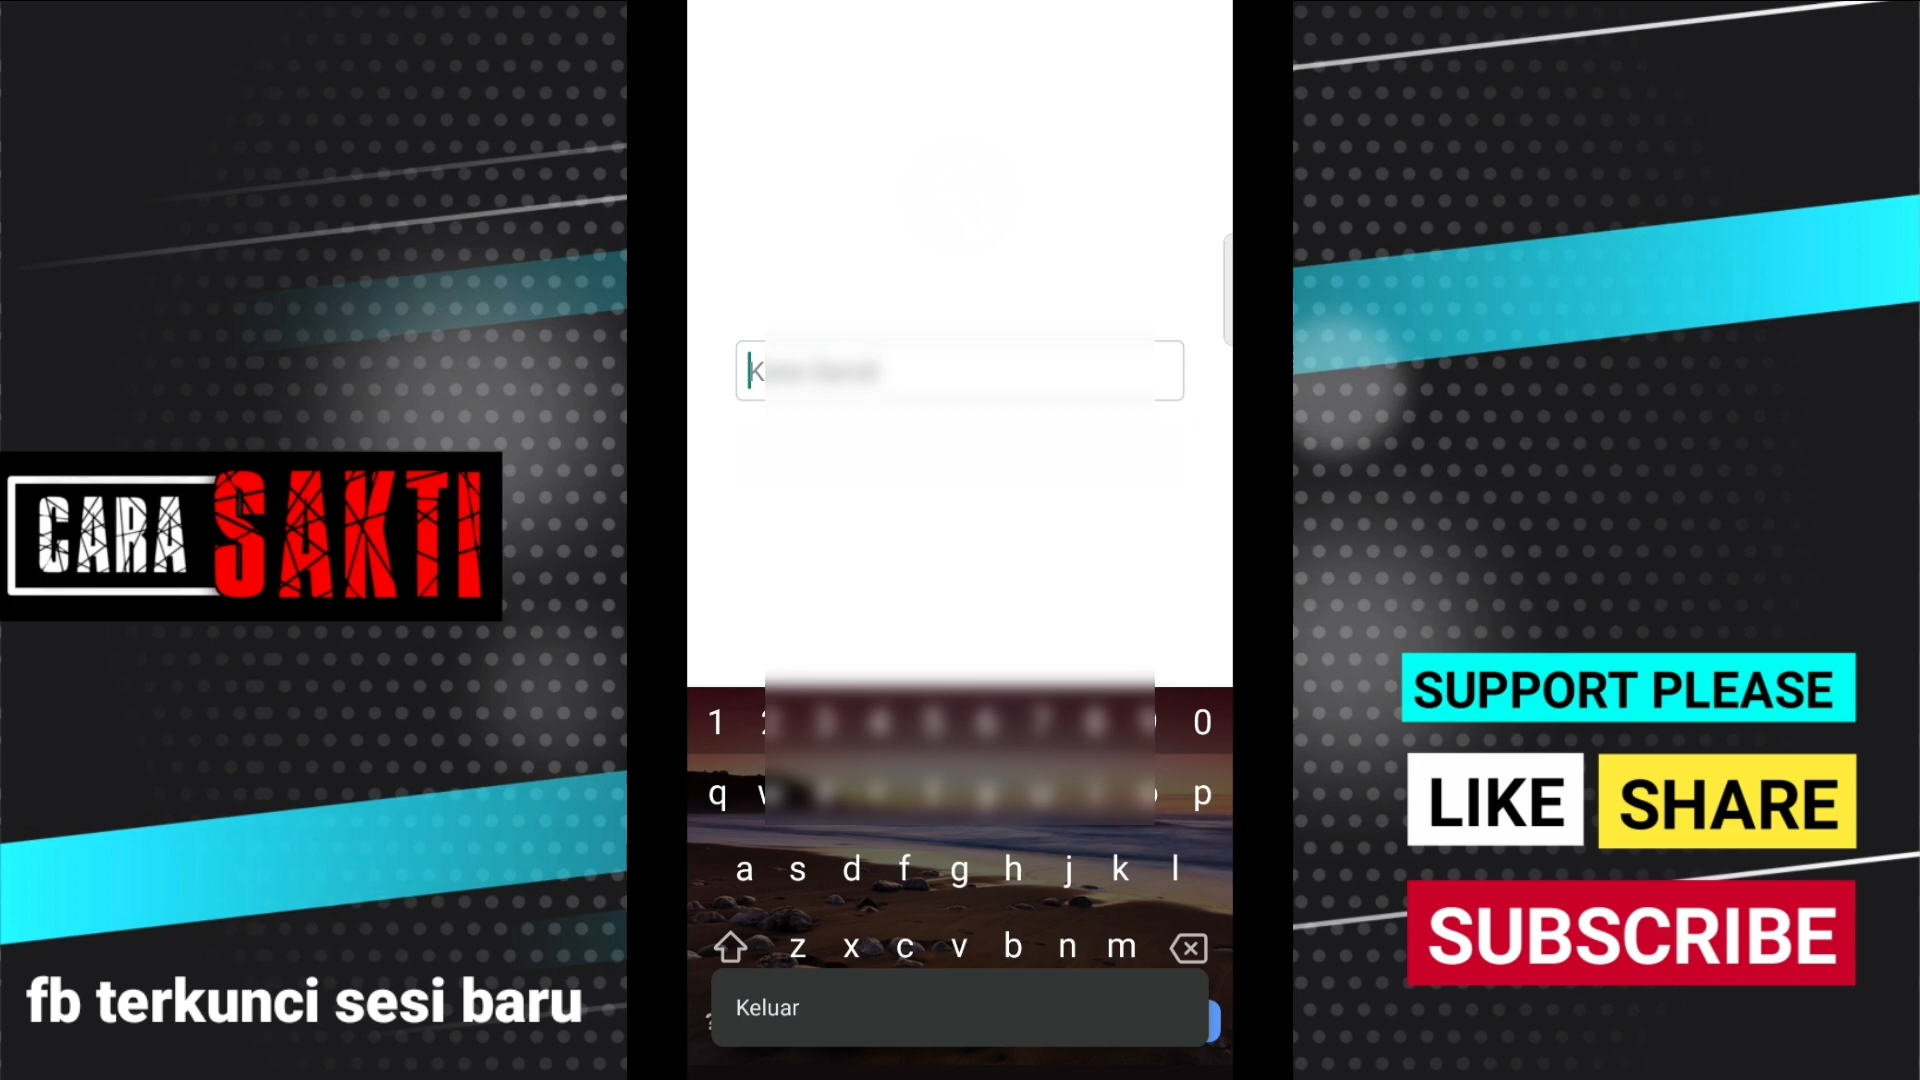 CARA SAKTI
fb terkunci sesi baru
K
1 0
q p
a s d f g h j k l
z x c v b n m
Keluar
SUPPORT PLEASE
LIKE SHARE
SUBSCRIBE